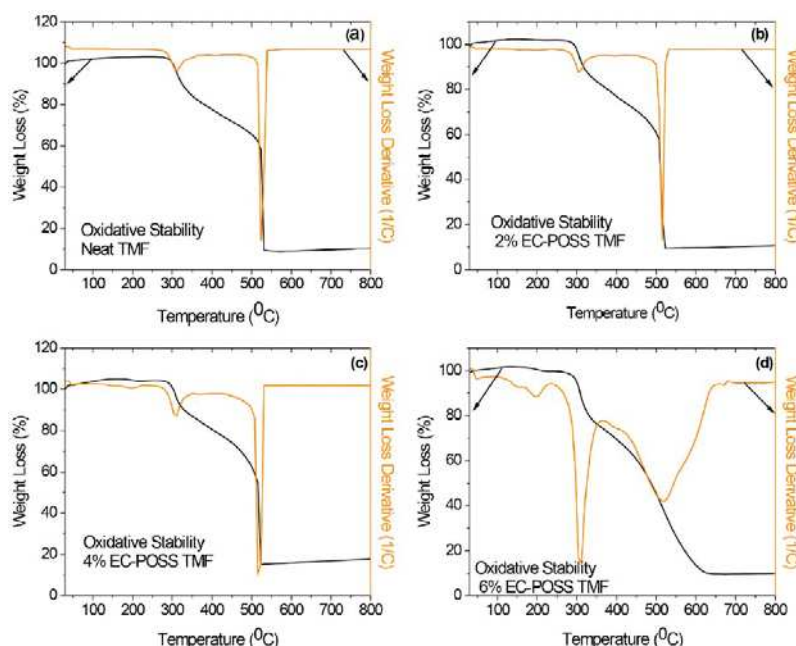 120
100
80
60
40
20
0
100 200 300 400 500 600 700 800
Weight Loss (%)
Weight Loss Derivative (1/C)
Temperature (⁰C)
(a)
Oxidative Stability
Neat TMF
110
100
80
60
40
20
0
100 200 300 400 500 600 700 800
Weight Loss (%)
Weight Loss Derivative (1/C)
Temperature (⁰C)
(b)
Oxidative Stability
2% EC-POSS TMF
120
100
80
60
40
20
0
100 200 300 400 500 600 700 800
Weight Loss (%)
Weight Loss Derivative (1/C)
Temperature (⁰C)
(c)
Oxidative Stability
4% EC-POSS TMF
110
100
80
60
40
20
0
100 200 300 400 500 600 700 800
Weight Loss (%)
Weight Loss Derivative (1/C)
Temperature (⁰C)
(d)
Oxidative Stability
6% EC-POSS TMF